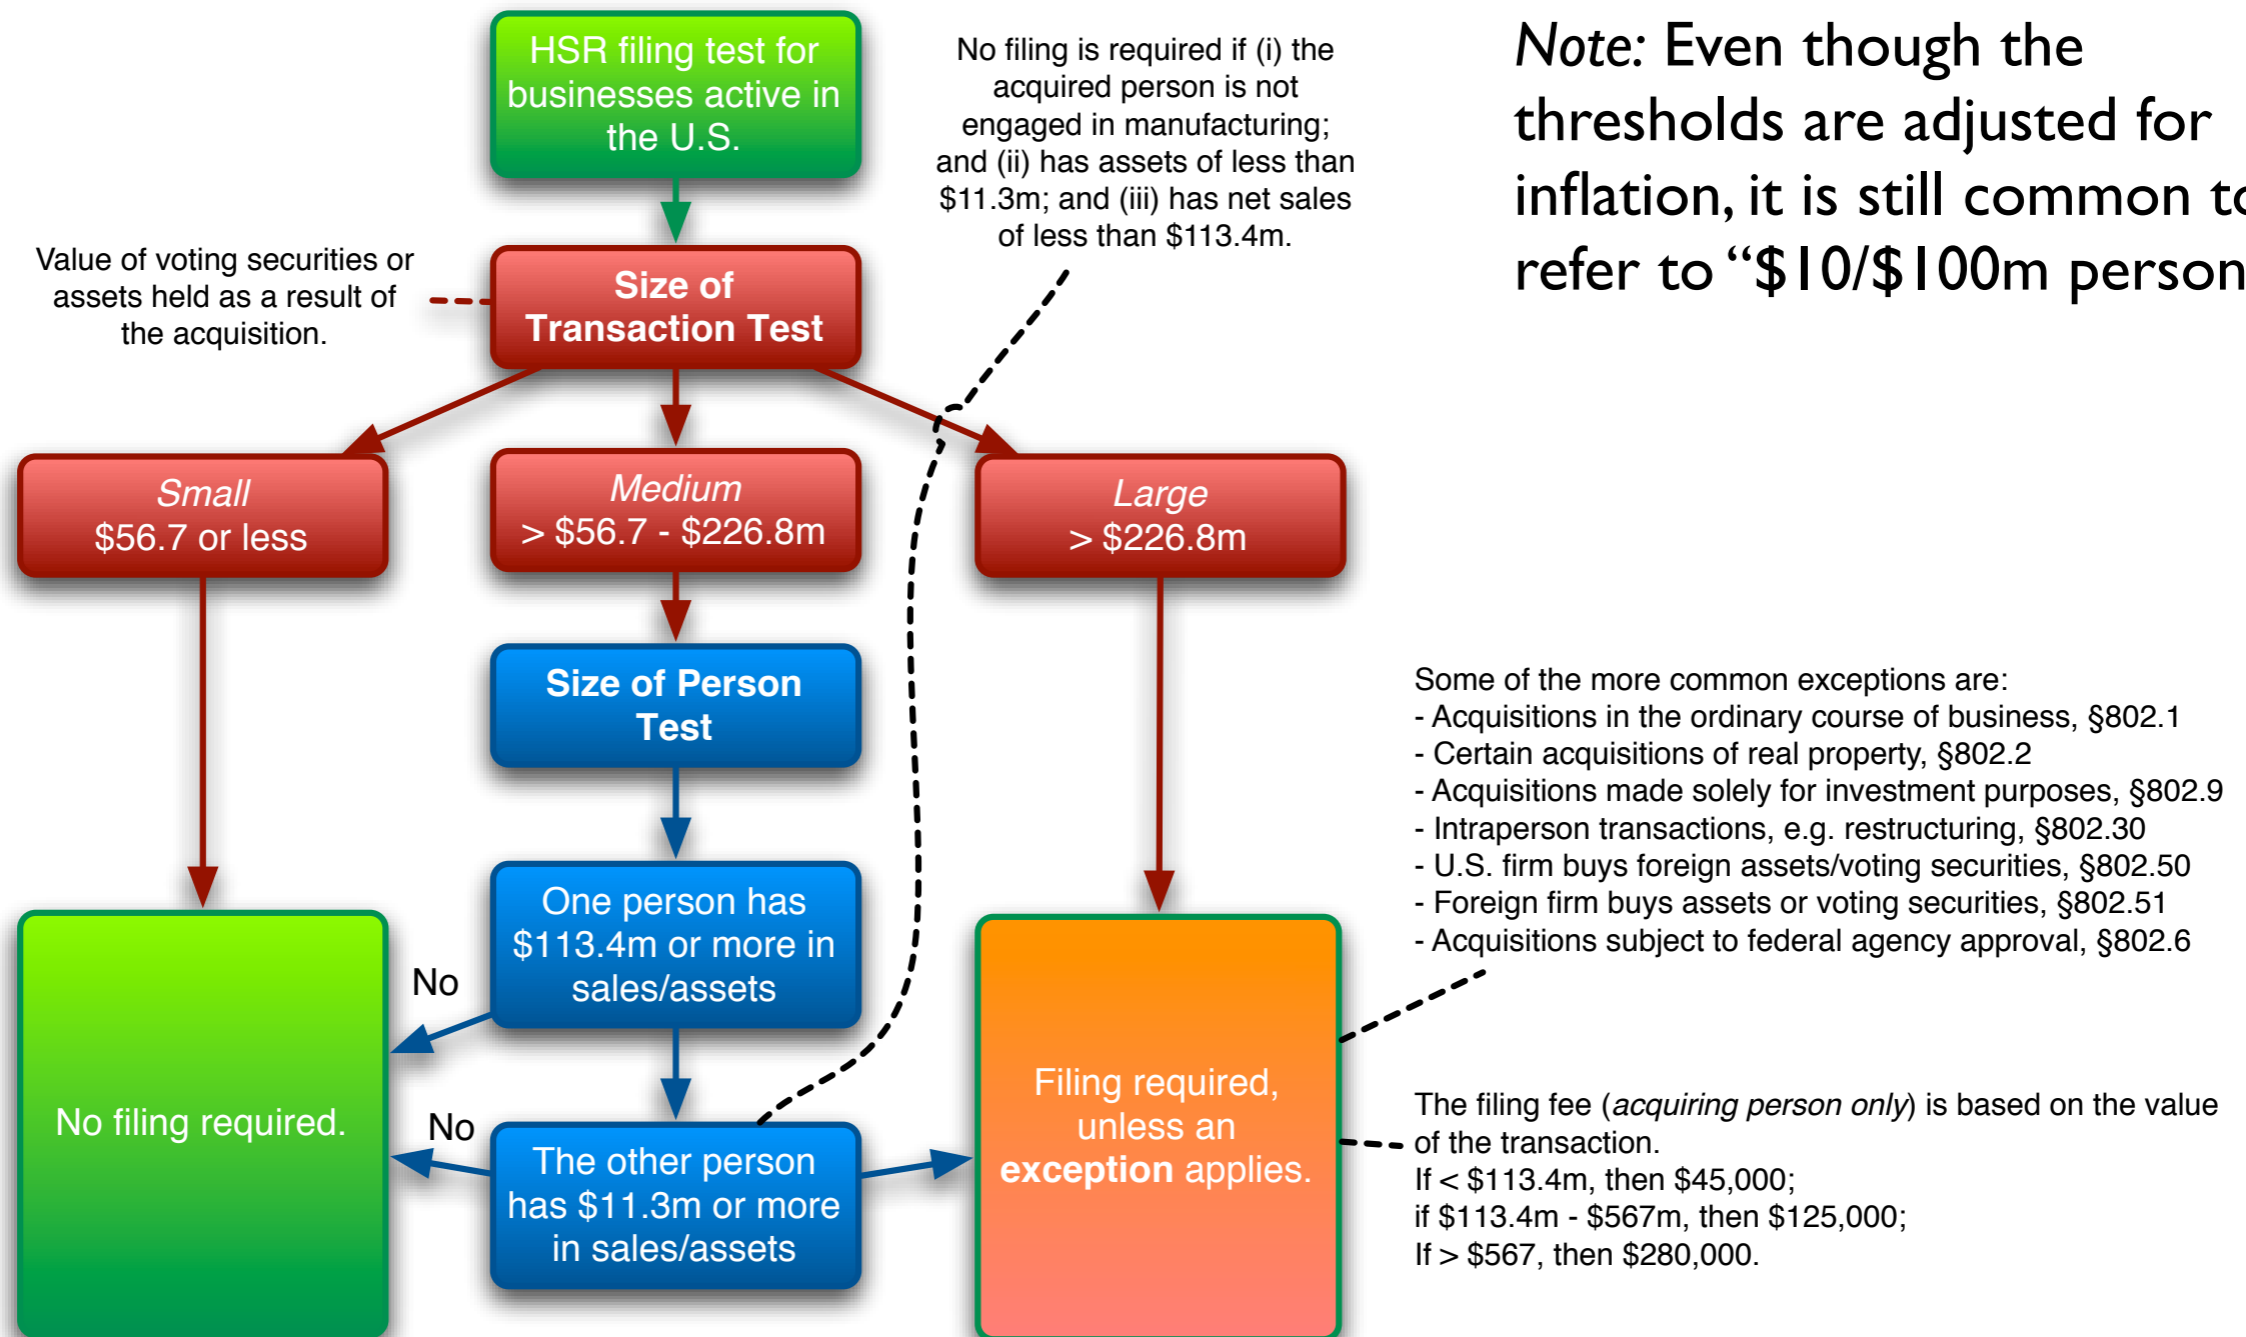 HSR filing test for
businesses active in
the U.S.
No filing is required if (i) the
acquired person is not
engaged in manufacturing;
and (ii) has assets of less than
$11.3m; and (iii) has net sales
of less than $113.4m.
Note: Even though the
thresholds are adjusted for
inflation, it is still common to
refer to “$10/$100m person
Value of voting securities or
assets held as a result of
the acquisition.
Size of
Transaction Test
Small
$56.7 or less
Medium
> $56.7 - $226.8m
Large
> $226.8m
Size of Person
Test
One person has
$113.4m or more in
sales/assets
No
The other person
has $11.3m or more
in sales/assets
No
No filing required.
Filing required,
unless an
exception applies.
Some of the more common exceptions are:
- Acquisitions in the ordinary course of business, §802.1
- Certain acquisitions of real property, §802.2
- Acquisitions made solely for investment purposes, §802.9
- Intraperson transactions, e.g. restructuring, §802.30
- U.S. firm buys foreign assets/voting securities, §802.50
- Foreign firm buys assets or voting securities, §802.51
- Acquisitions subject to federal agency approval, §802.6
The filing fee (acquiring person only) is based on the value
of the transaction.
If < $113.4m, then $45,000;
if $113.4m - $567m, then $125,000;
If > $567, then $280,000.